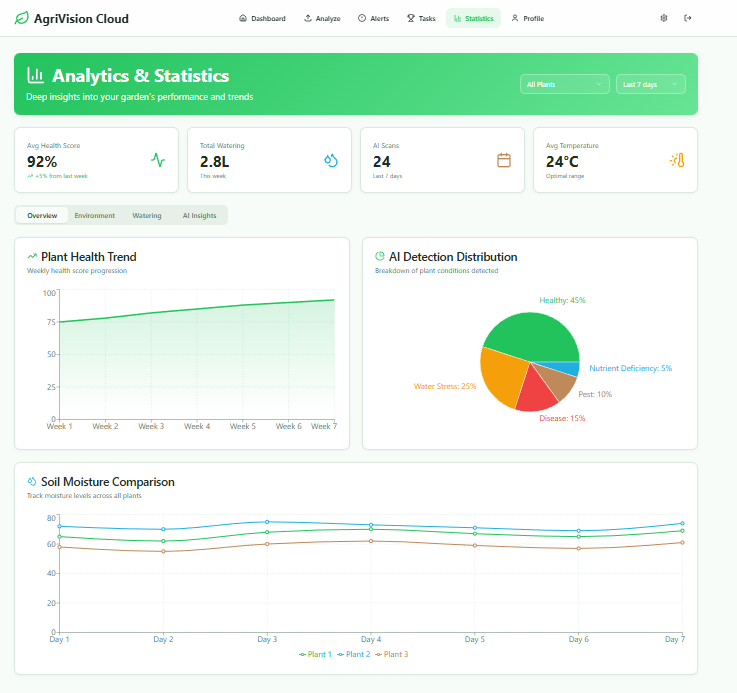 AgriVision Cloud
Dashboard
Analyze
Alerts
Tasks
Statistics
Profile
Analytics & Statistics
Deep insights into your garden's performance and trends
All Plants
Last 7 days
Avg Health Score
92%
+5% from last week
Total Watering
2.8L
This week
AI Scans
24
Last 7 days
Avg Temperature
24°C
Optimal range
Overview
Environment
Watering
AI Insights
Plant Health Trend
Weekly health score progression
100
75
50
25
0
Week 1 Week 2 Week 3 Week 4 Week 5 Week 6 Week 7
AI Detection Distribution
Breakdown of plant conditions detected
Healthy: 45%
Nutrient Deficiency: 5%
Water Stress: 25%
Pest: 10%
Disease: 15%
Soil Moisture Comparison
Track moisture levels across all plants
80
60
40
20
0
Day 1 Day 2 Day 3 Day 4 Day 5 Day 6 Day 7
Plant 1 Plant 2 Plant 3